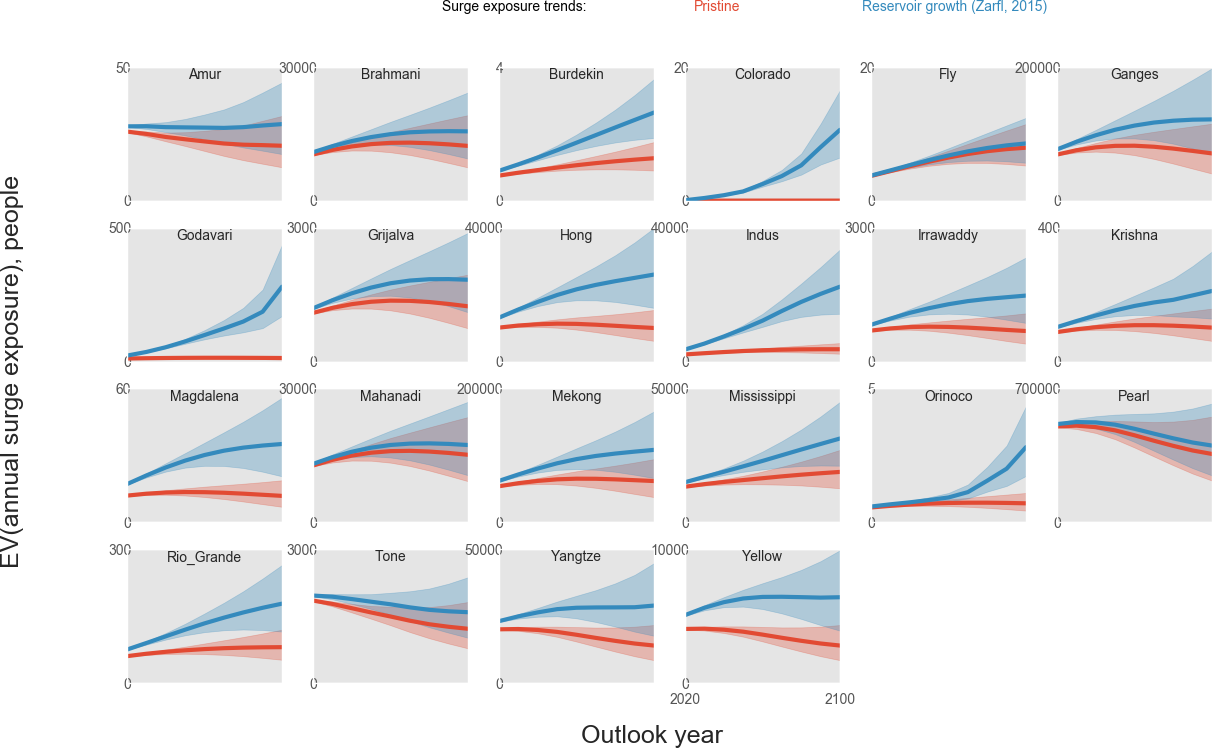 Surge exposure trends: Pristine Reservoir growth (Zarfl, 2015)
50 30000 4 20 20 200000
Amur Brahmani Burdekin Colorado Fly Ganges
0 0 0 0 0 0
500 3000 40000 40000 3000 400
Godavari Grijalva Hong Indus Irrawaddy Krishna
0 0 0 0 0 0
60 30000 200000 50000 5 700000
Magdalena Mahanadi Mekong Mississippi Orinoco Pearl
0 0 0 0 0 0
300 3000 50000 10000
Rio_Grande Tone Yangtze Yellow
0 0 0 0
2020 2100
Outlook year
EV(annual surge exposure), people